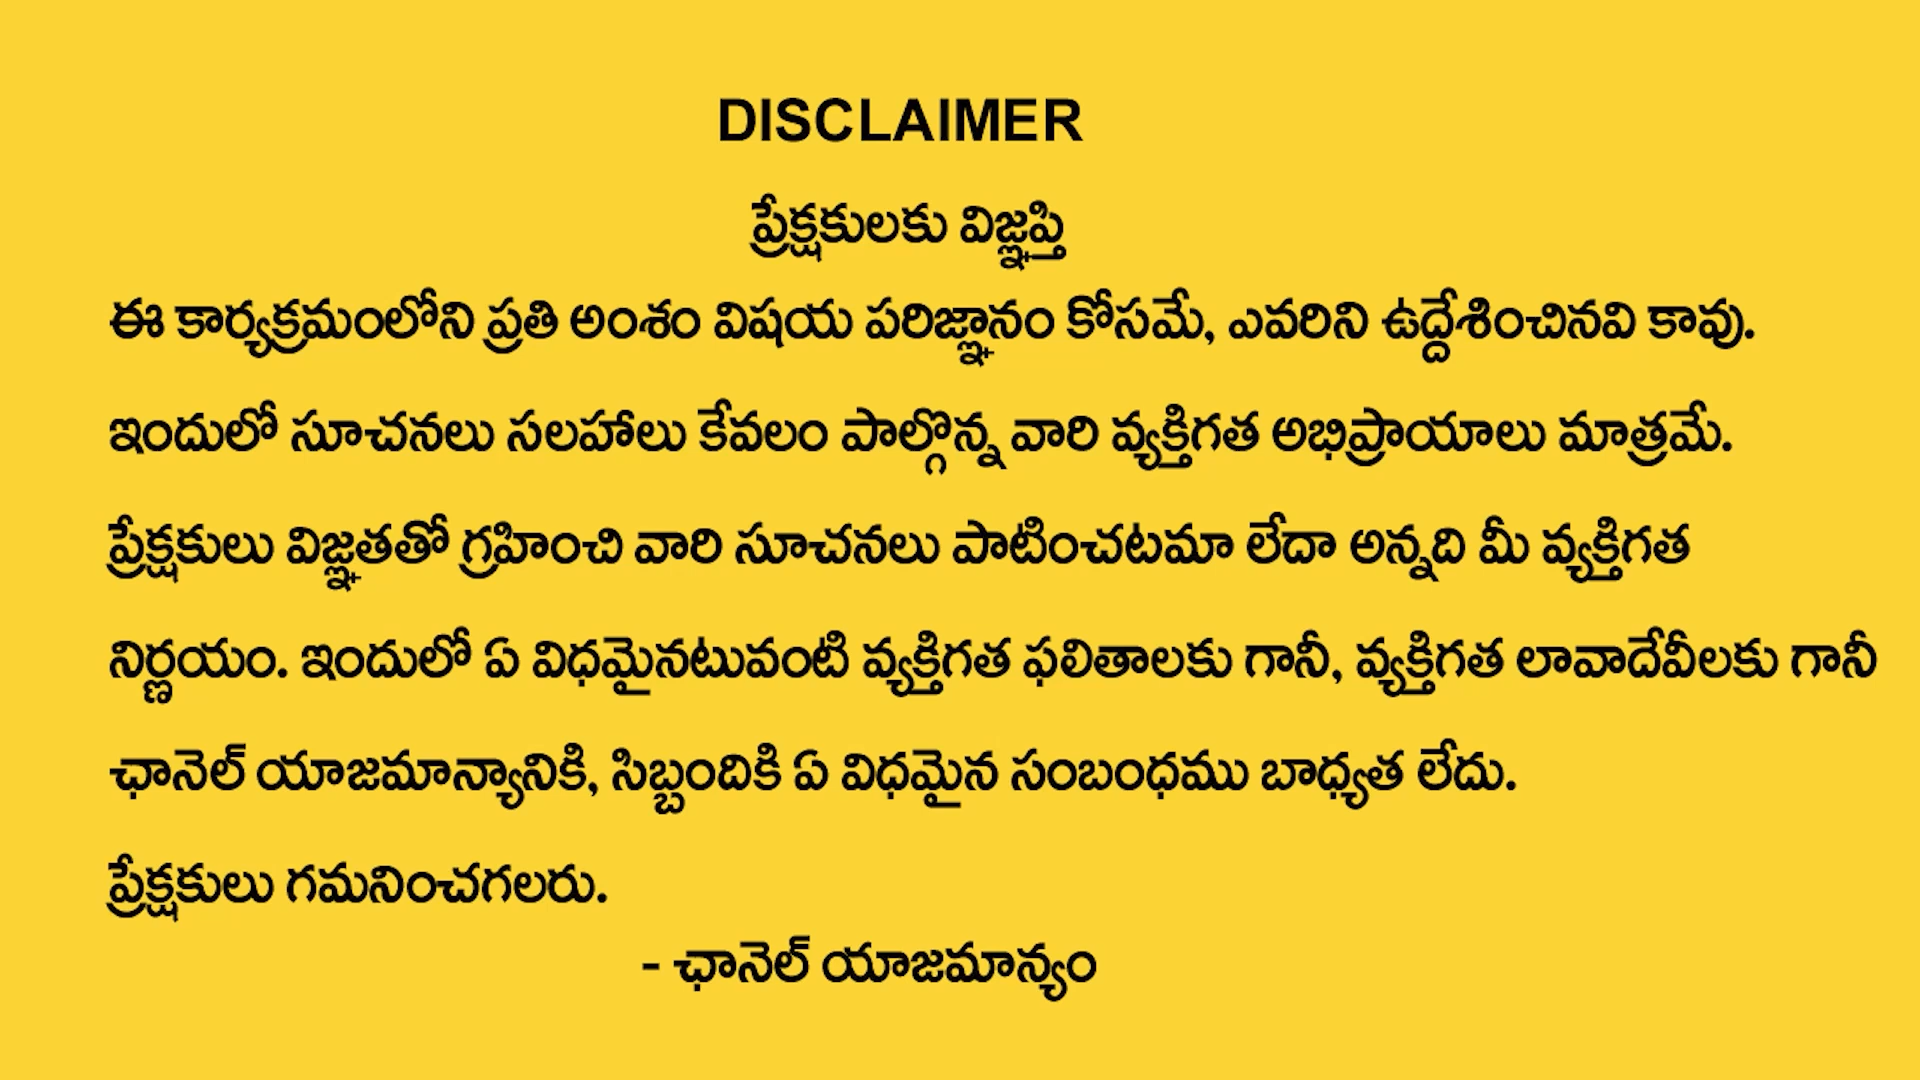 DISCLAIMER
ప్రేక్షకులకు విజ్ఞప్తి
ఈ కార్యక్రమంలోని ప్రతి అంశం విషయ పరిజ్ఞానం కోసమే, ఎవరిని ఉద్దేశించినవి కావు.
ఇందులో సూచనలు సలహాలు కేవలం పాల్గొన్న వారి వ్యక్తిగత అభిప్రాయాలు మాత్రమే.
ప్రేక్షకులు విజ్ఞతతో గ్రహించి వారి సూచనలు పాటించటమా లేదా అన్నది మీ వ్యక్తిగత
నిర్ణయం. ఇందులో ఏ విధమైనటువంటి వ్యక్తిగత ఫలితాలకు గానీ, వ్యక్తిగత లావాదేవీలకు గానీ
ఛానెల్ యాజమాన్యానికి, సిబ్బందికి ఏ విధమైన సంబంధము బాధ్యత లేదు.
ప్రేక్షకులు గమనించగలరు.
- ఛానెల్ యాజమాన్యం